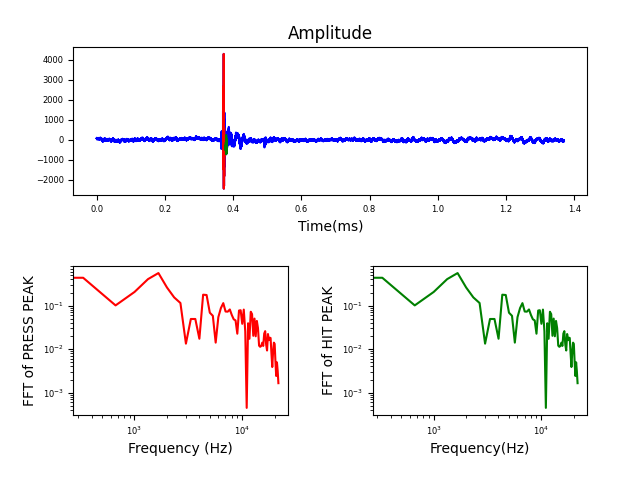 Amplitude
4000
3000
2000
1000
0
−1000
−2000
0.0 0.2 0.4 0.6 0.8 1.0 1.2 1.4
Time(ms)
FFT of PRESS PEAK
10⁻¹
10⁻²
10⁻³
10³ 10⁴
Frequency (Hz)
FFT of HIT PEAK
10⁻¹
10⁻²
10⁻³
10³ 10⁴
Frequency(Hz)